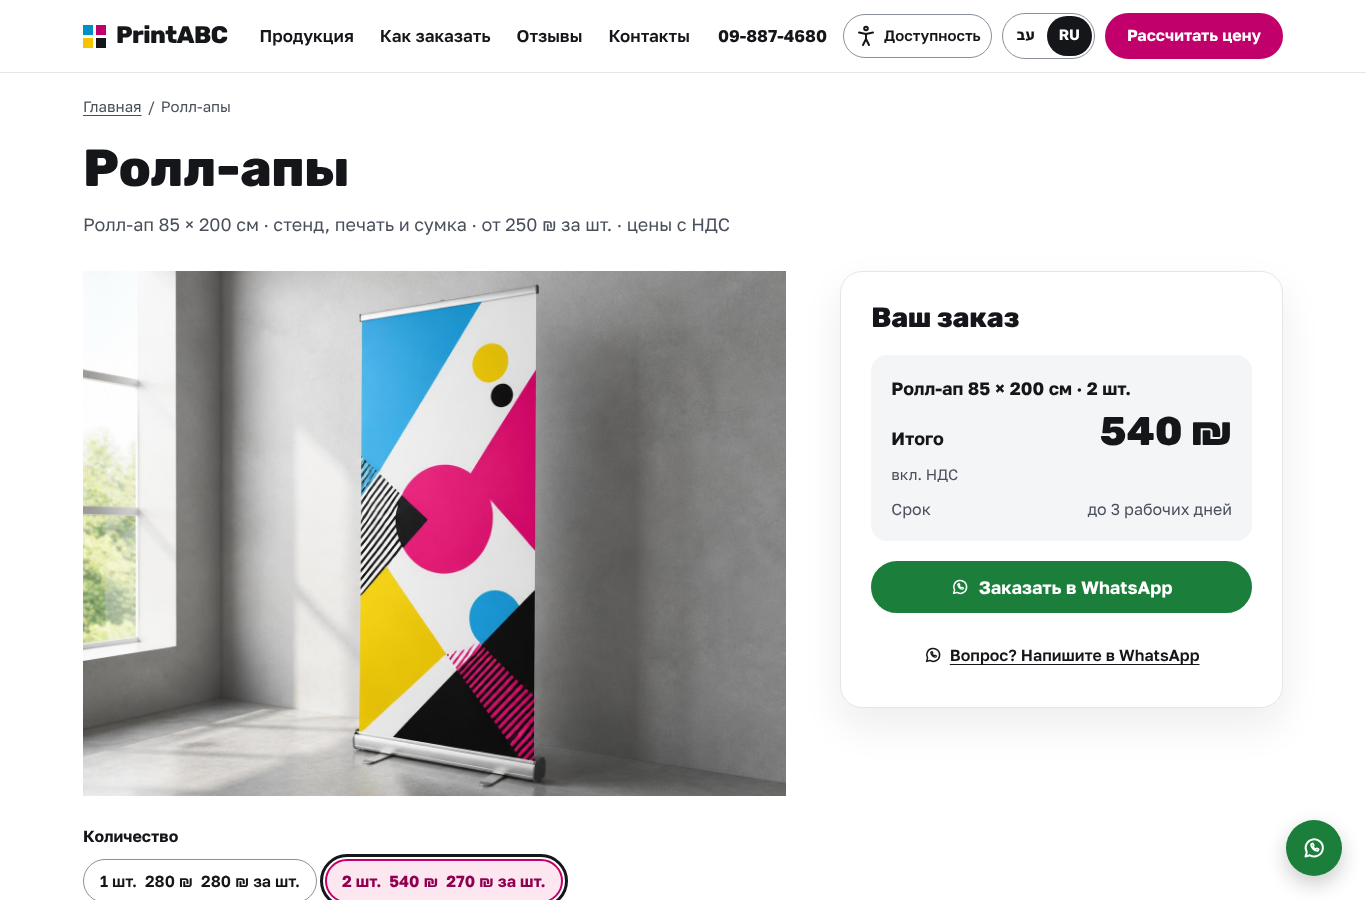 PrintABC
Продукция
Как заказать
Отзывы
Контакты
09-887-4680
Доступность
עב
RU
Рассчитать цену
Главная / Ролл-апы
Ролл-апы
Ролл-ап 85 × 200 см · стенд, печать и сумка · от 250 ₪ за шт. · цены с НДС
Ваш заказ
Ролл-ап 85 × 200 см · 2 шт.
Итого 540 ₪
вкл. НДС
Срок до 3 рабочих дней
Заказать в WhatsApp
Вопрос? Напишите в WhatsApp
Количество
1 шт. 280 ₪ 280 ₪ за шт.
2 шт. 540 ₪ 270 ₪ за шт.